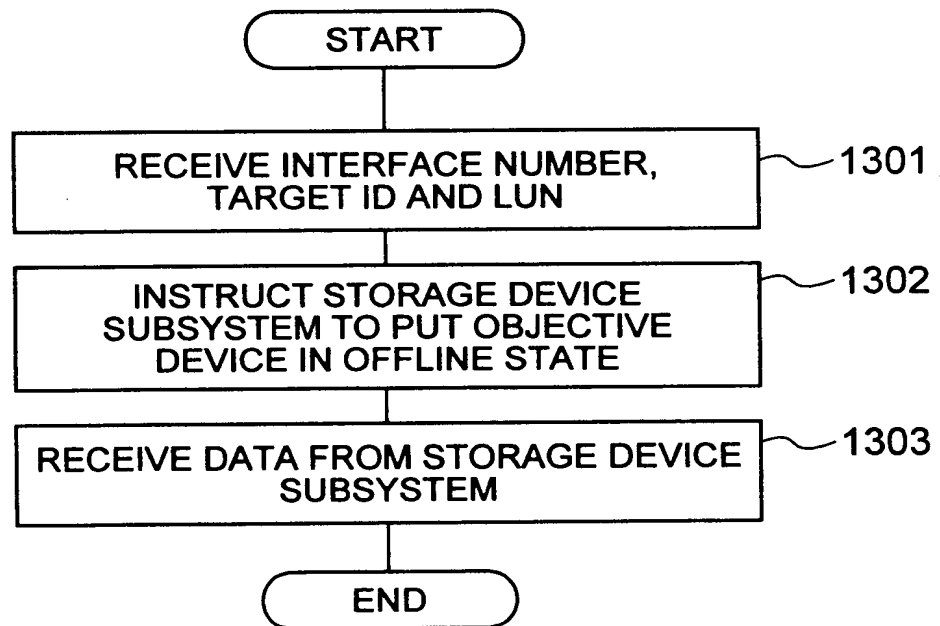 START
RECEIVE INTERFACE NUMBER,
TARGET ID AND LUN
1301
INSTRUCT STORAGE DEVICE
SUBSYSTEM TO PUT OBJECTIVE
DEVICE IN OFFLINE STATE
1302
RECEIVE DATA FROM STORAGE DEVICE
SUBSYSTEM
1303
END